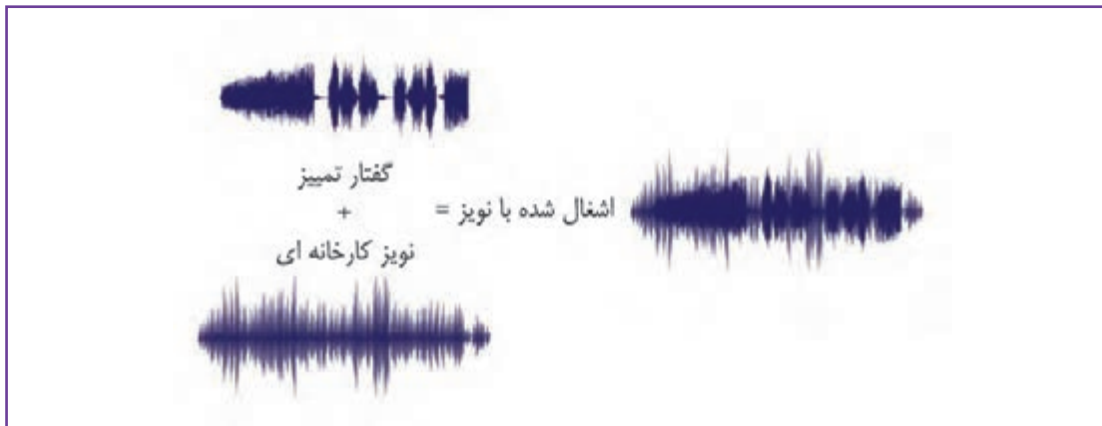 گفتار تمییز
+
اشغال شده با نویز =
نویز کارخانه ای